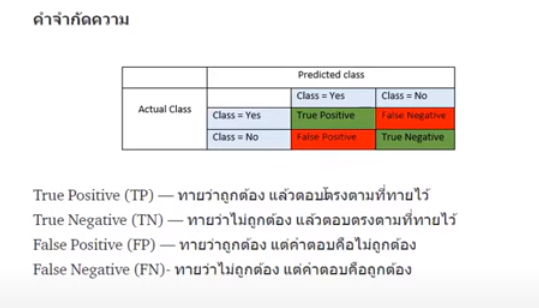 คำจำกัดความ
Predicted class
Class = Yes Class = No
Actual Class
Class = Yes True Positive False Negative
Class = No False Positive True Negative
True Positive (TP) — ทายว่าถูกต้อง แล้วตอบตรงตามที่ทายไว้
True Negative (TN) — ทายว่าไม่ถูกต้อง แล้วตอบตรงตามที่ทายไว้
False Positive (FP) — ทายว่าถูกต้อง แต่คำตอบคือไม่ถูกต้อง
False Negative (FN)- ทายว่าไม่ถูกต้อง แต่คำตอบคือถูกต้อง